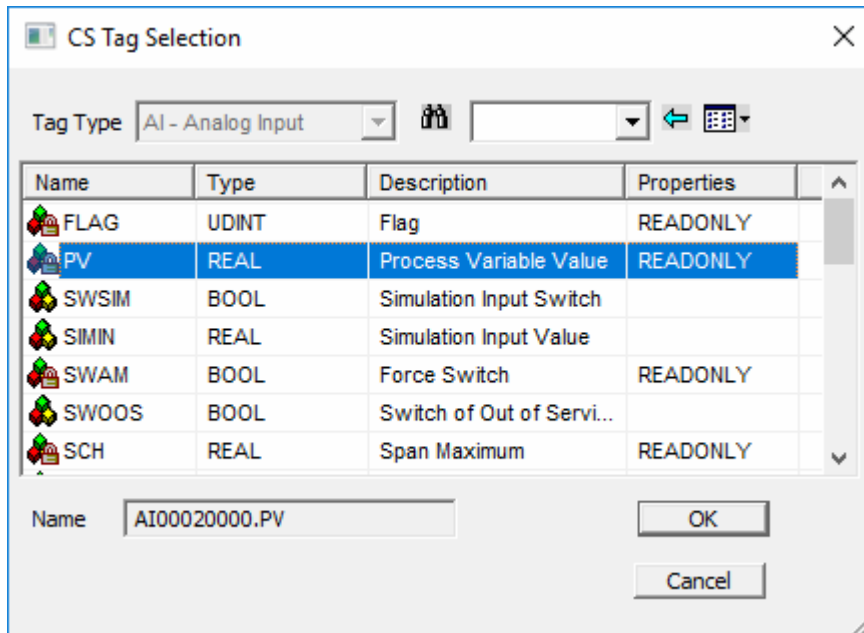 CS Tag Selection
Tag Type AI - Analog Input
Name Type Description Properties
FLAG UDINT Flag READONLY
PV REAL Process Variable Value READONLY
SWSIM BOOL Simulation Input Switch
SIMIN REAL Simulation Input Value
SWAM BOOL Force Switch READONLY
SWOOS BOOL Switch of Out of Servi...
SCH REAL Span Maximum READONLY
Name AI00020000.PV OK
Cancel